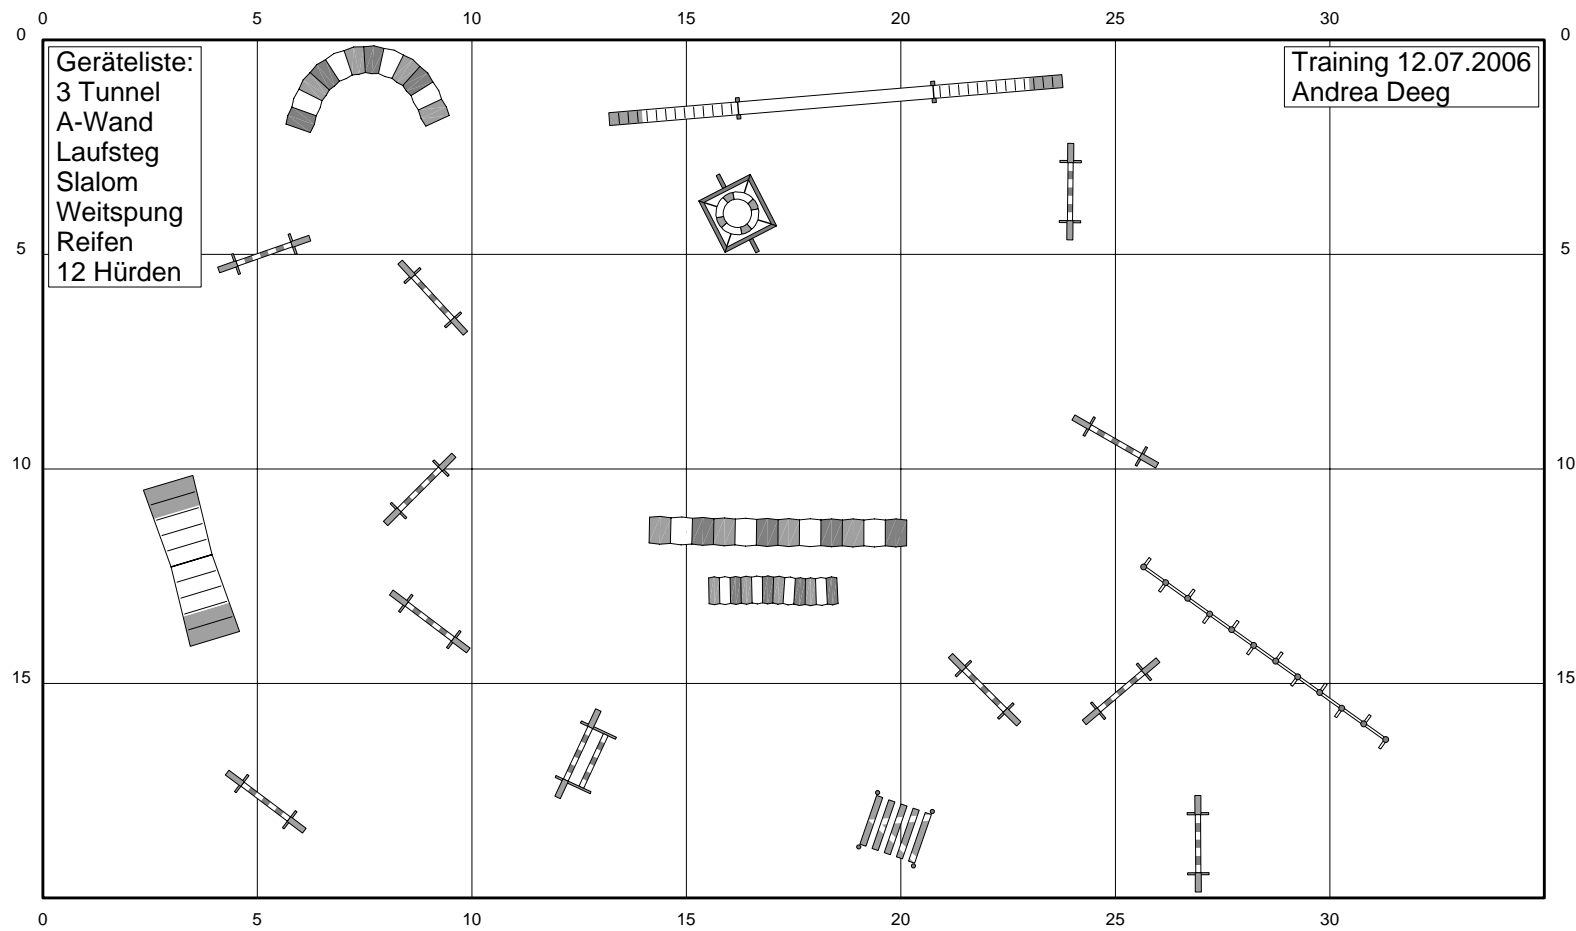 0 5 10 15 20 25 30
0 0
Geräteliste:
3 Tunnel
A-Wand
Laufsteg
Slalom
Weitspung
Reifen
12 Hürden
Training 12.07.2006
Andrea Deeg
5 5
10 10
15 15
0 5 10 15 20 25 30